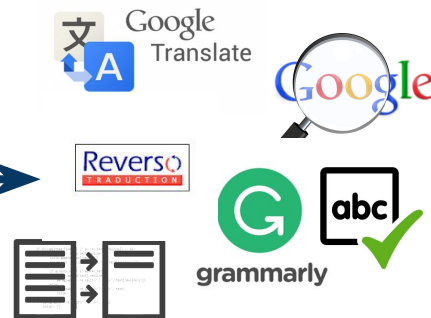 文
A
Google
Translate
Google
Reverso
TRADUCTION
G
grammarly
abc